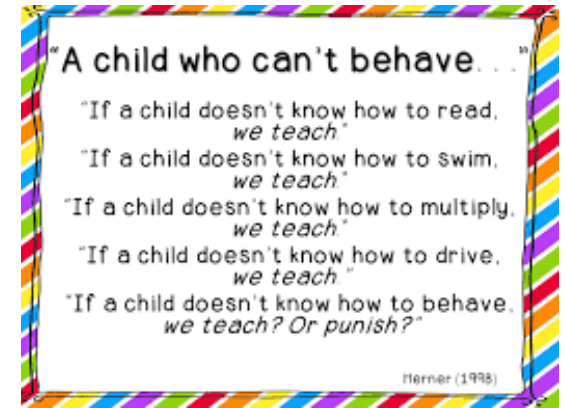 "A child who can't behave. . ."
"If a child doesn't know how to read,
we teach."
"If a child doesn't know how to swim,
we teach."
"If a child doesn't know how to multiply,
we teach."
"If a child doesn't know how to drive,
we teach. "
"If a child doesn't know how to behave,
we teach? Or punish?"
Herner (1998)